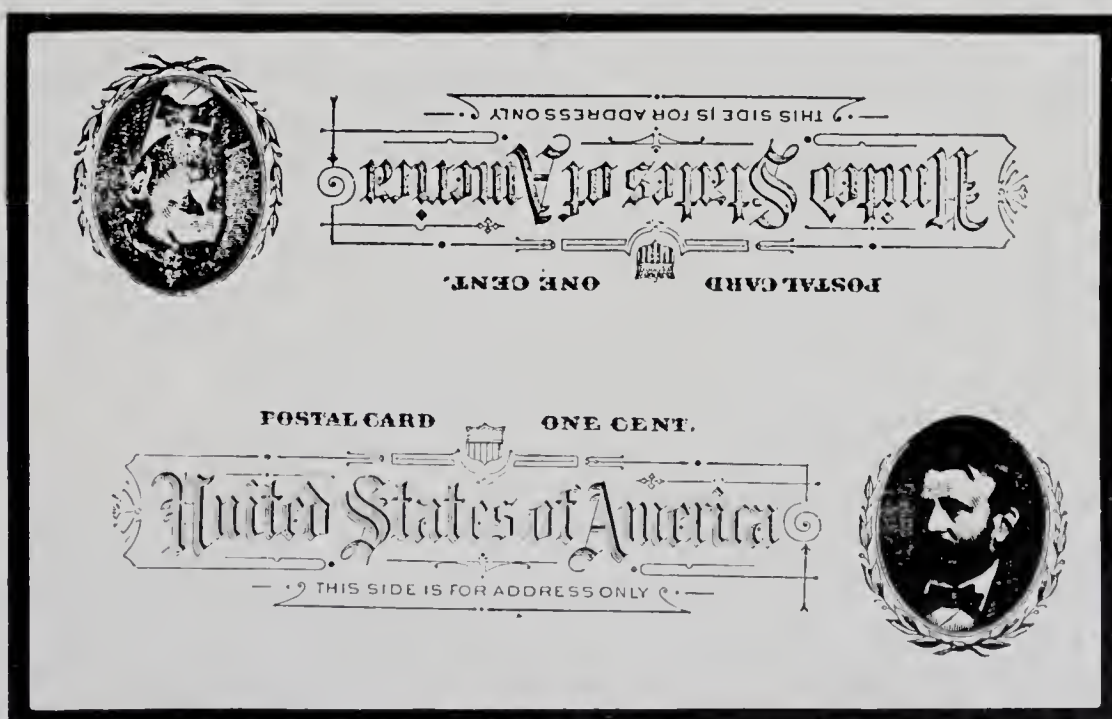 THIS SIDE IS FOR ADDRESS ONLY
United States of America
POSTAL CARD ONE CENT.
POSTAL CARD ONE CENT.
United States of America
THIS SIDE IS FOR ADDRESS ONLY